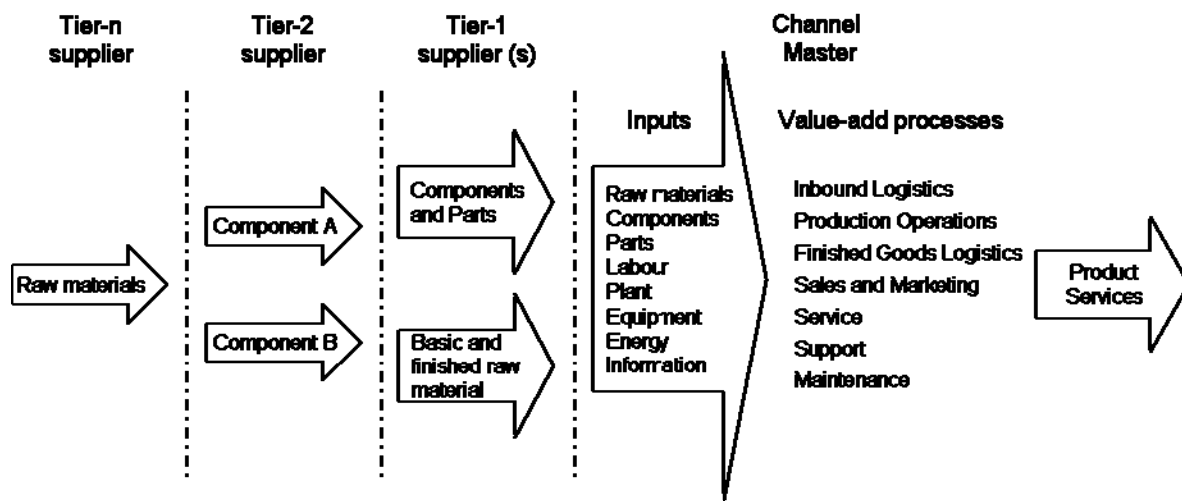 Tier-n
supplier
Tier-2
supplier
Tier-1
supplier (s)
Channel
Master
Raw materials
Component A
Component B
Components
and Parts
Basic and
finished raw
material
Inputs
Raw materials
Components
Parts
Labour
Plant
Equipment
Energy
Information
Value-add processes
Inbound Logistics
Production Operations
Finished Goods Logistics
Sales and Marketing
Service
Support
Maintenance
Product
Services